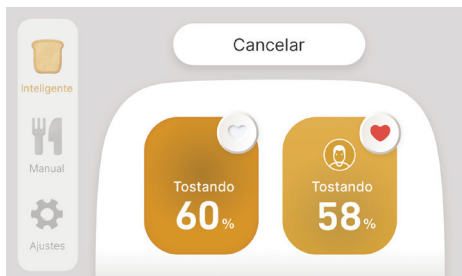 Cancelar
Inteligente
Manual
Ajustes
Tostando
60%
Tostando
58%